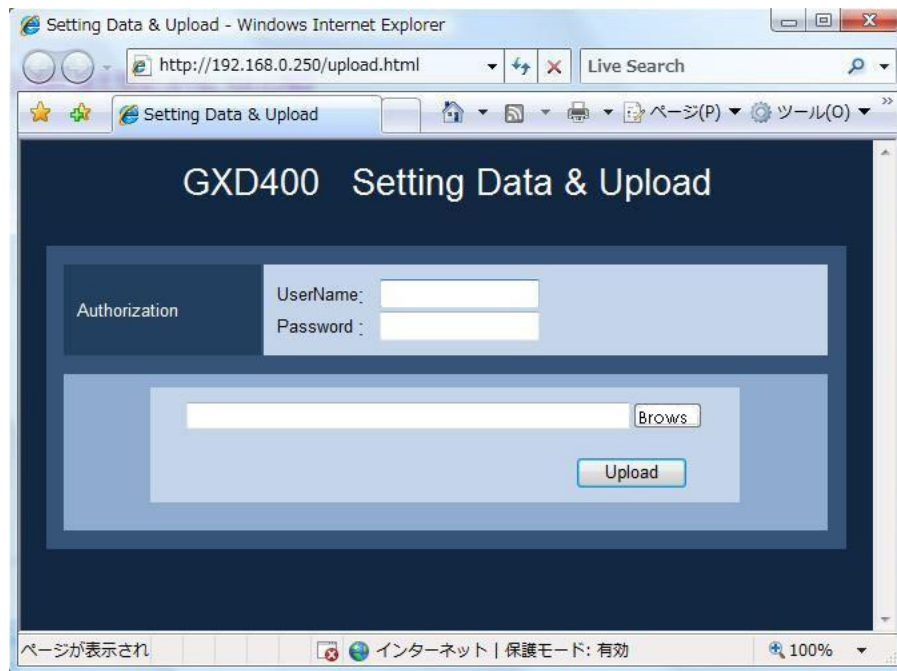 Setting Data & Upload - Windows Internet Explorer
http://192.168.0.250/upload.html
Live Search
Setting Data & Upload
ページ(P)
ツール(O)
GXD400 Setting Data & Upload
Authorization
UserName:
Password :
Brows
Upload
ページが表示され
インターネット | 保護モード: 有効
100%